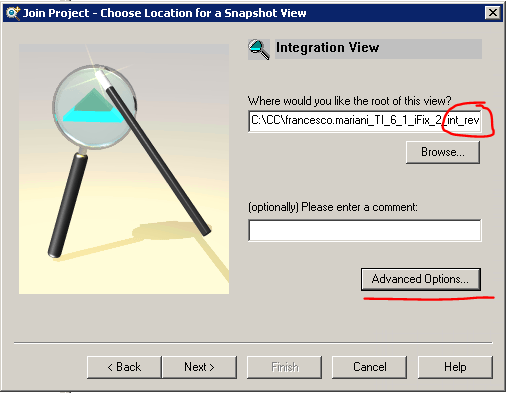 Join Project - Choose Location for a Snapshot View
Integration View
Where would you like the root of this view?
C:\CC\francesco.mariani_TI_6_1_iFix_2_int_rev
Browse...
(optionally) Please enter a comment:
Advanced Options...
< Back
Next >
Finish
Cancel
Help